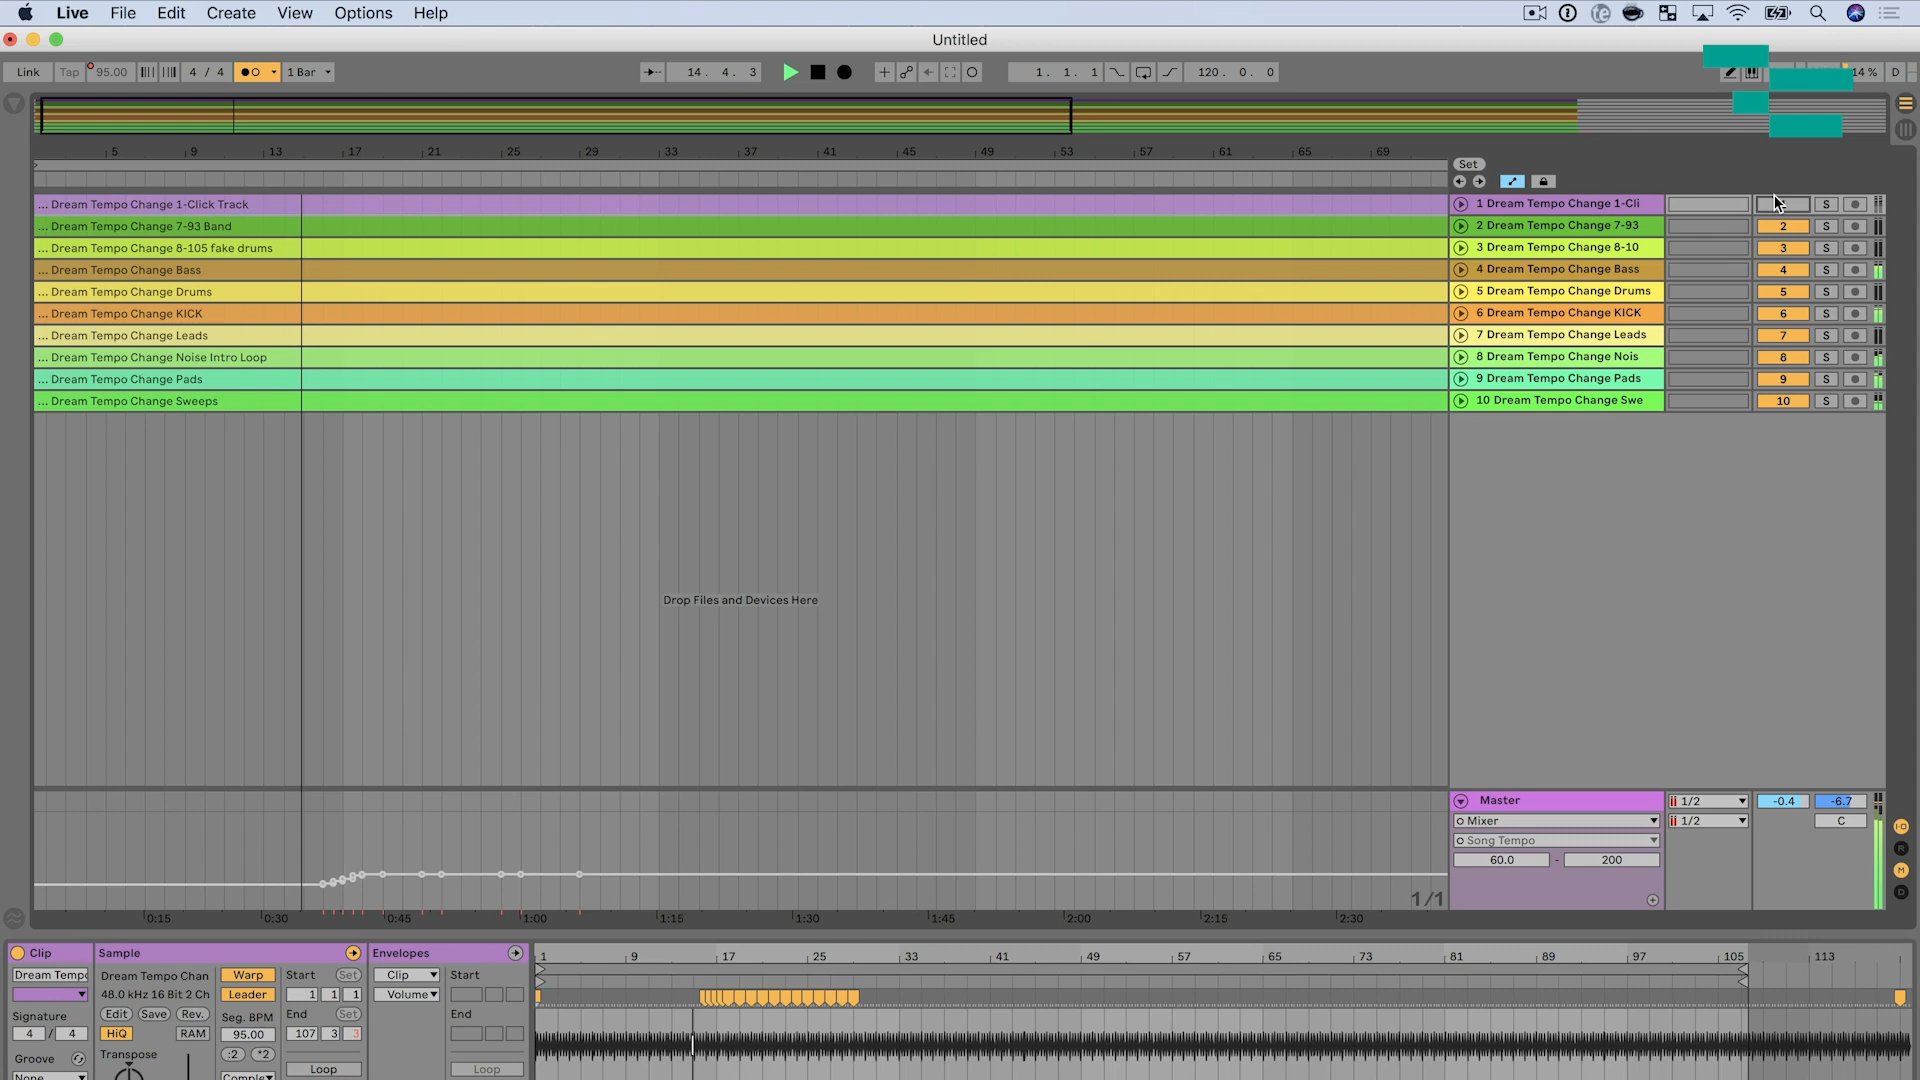 Live File Edit Create View Options Help
Untitled
Link Tap 95.00 4 / 4 1 Bar 14. 4. 3 1. 1. 1 120. 0. 0 14 % D
5 9 13 17 21 25 29 33 37 41 45 49 53 57 61 65 69
Set
... Dream Tempo Change 1-Click Track 1 Dream Tempo Change 1-Cli S
... Dream Tempo Change 7-93 Band 2 Dream Tempo Change 7-93 2 S
... Dream Tempo Change 8-105 fake drums 3 Dream Tempo Change 8-10 3 S
... Dream Tempo Change Bass 4 Dream Tempo Change Bass 4 S
... Dream Tempo Change Drums 5 Dream Tempo Change Drums 5 S
... Dream Tempo Change KICK 6 Dream Tempo Change KICK 6 S
... Dream Tempo Change Leads 7 Dream Tempo Change Leads 7 S
... Dream Tempo Change Noise Intro Loop 8 Dream Tempo Change Nois 8 S
... Dream Tempo Change Pads 9 Dream Tempo Change Pads 9 S
... Dream Tempo Change Sweeps 10 Dream Tempo Change Swe 10 S
Drop Files and Devices Here
Master 1/2 -0.4 -6.7
Mixer 1/2 C
Song Tempo
60.0 - 200
1/1
0:15 0:30 0:45 1:00 1:15 1:30 1:45 2:00 2:15 2:30
I·O
R
M
D
Clip Sample Envelopes 1 9 17 25 33 41 49 57 65 73 81 89 97 105 113
Dream Temp Dream Tempo Chan Warp Start Set Clip Start
48.0 kHz 16 Bit 2 Ch Leader 1 1 1 Volume
Signature Edit Save Rev. Seg. BPM End Set End
4 / 4 HiQ RAM 95.00 107 3 3
Groove Transpose :2 *2
None Comple Loop Loop